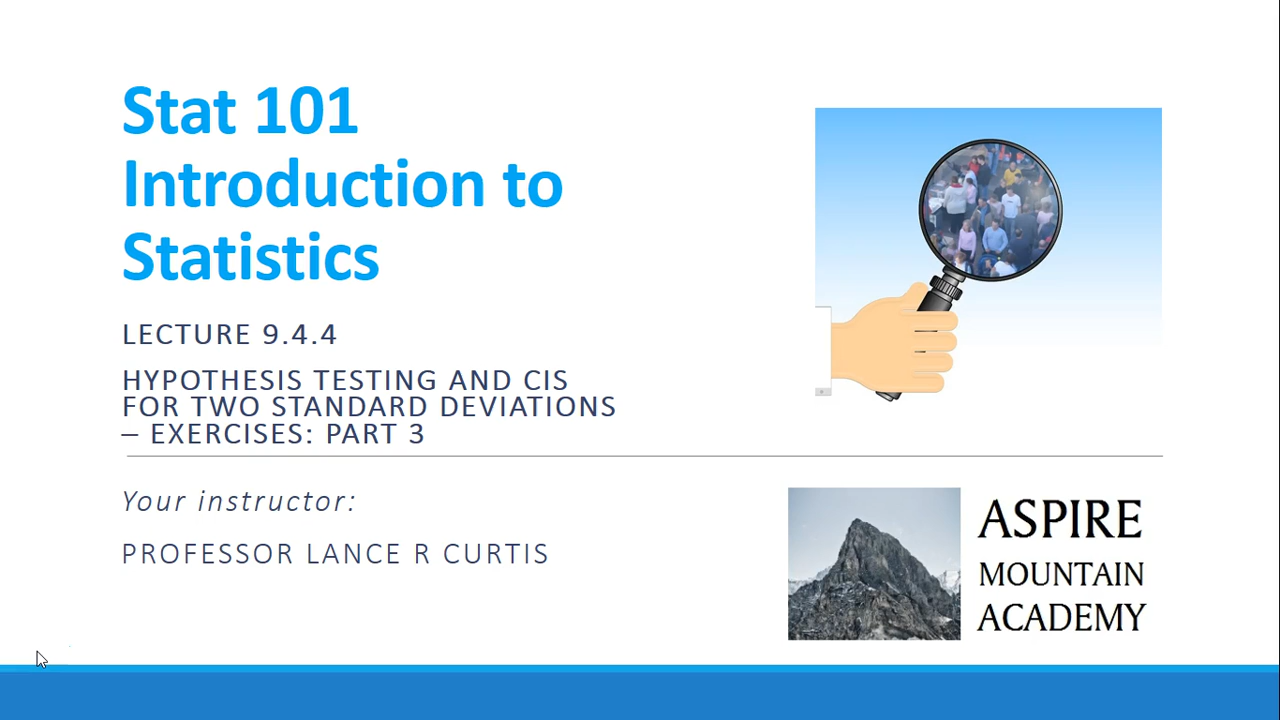 Stat 101
Introduction to
Statistics
LECTURE 9.4.4
HYPOTHESIS TESTING AND CIS
FOR TWO STANDARD DEVIATIONS
– EXERCISES: PART 3
Your instructor:
PROFESSOR LANCE R CURTIS
ASPIRE
MOUNTAIN
ACADEMY